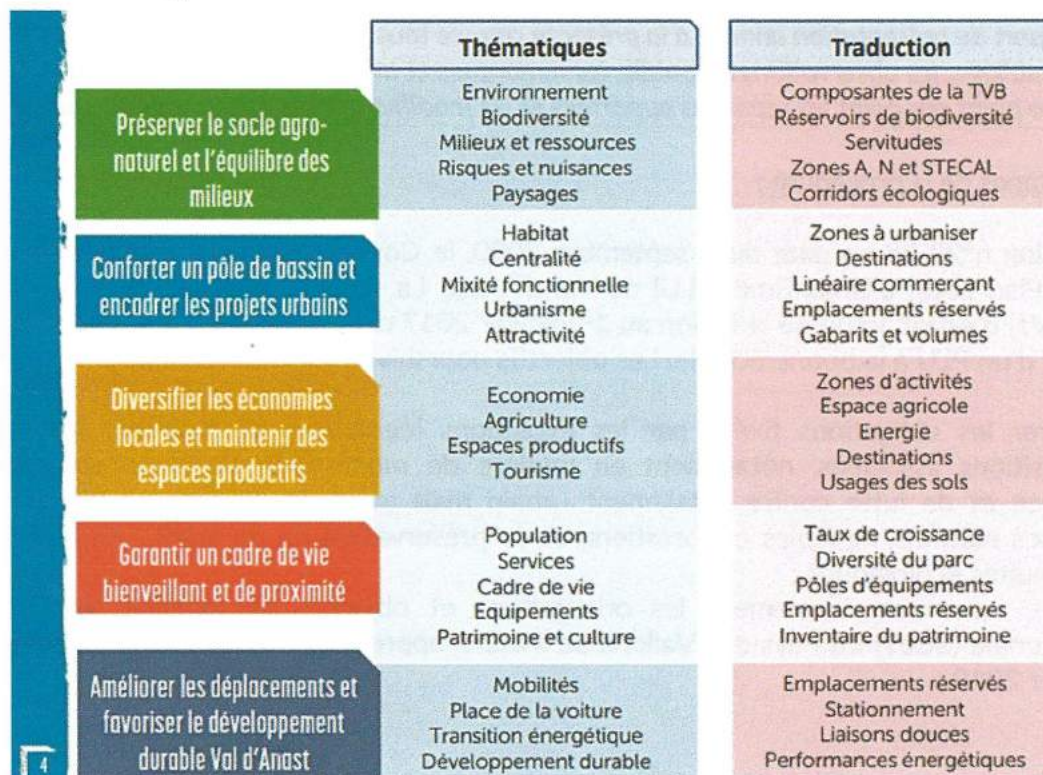 Thématiques
Traduction
Préserver le socle agro-
naturel et l'équilibre des
milieux
Environnement
Biodiversité
Milieux et ressources
Risques et nuisances
Paysages
Composantes de la TVB
Réservoirs de biodiversité
Servitudes
Zones A, N et STECAL
Corridors écologiques
Conforter un pôle de bassin et
encadrer les projets urbains
Habitat
Centralité
Mixité fonctionnelle
Urbanisme
Attractivité
Zones à urbaniser
Destinations
Linéaire commerçant
Emplacements réservés
Gabarits et volumes
Diversifier les économies
locales et maintenir des
espaces productifs
Economie
Agriculture
Espaces productifs
Tourisme
Zones d'activités
Espace agricole
Energie
Destinations
Usages des sols
Garantir un cadre de vie
bienveillant et de proximité
Population
Services
Cadre de vie
Equipements
Patrimoine et culture
Taux de croissance
Diversité du parc
Pôles d'équipements
Emplacements réservés
Inventaire du patrimoine
Améliorer les déplacements et
favoriser le développement
durable Val d'Anast
Mobilités
Place de la voiture
Transition énergétique
Développement durable
Emplacements réservés
Stationnement
Liaisons douces
Performances énergétiques
4